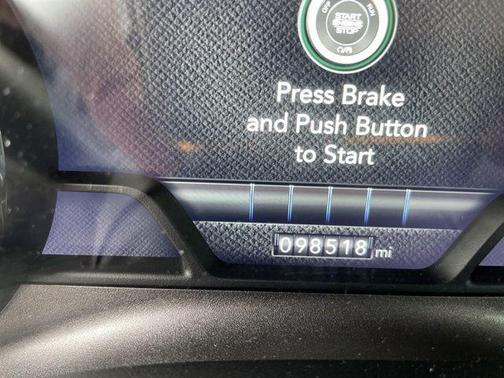 OFF
RUN
START
ENGINE
STOP
Press Brake
and Push Button
to Start
098518 mi